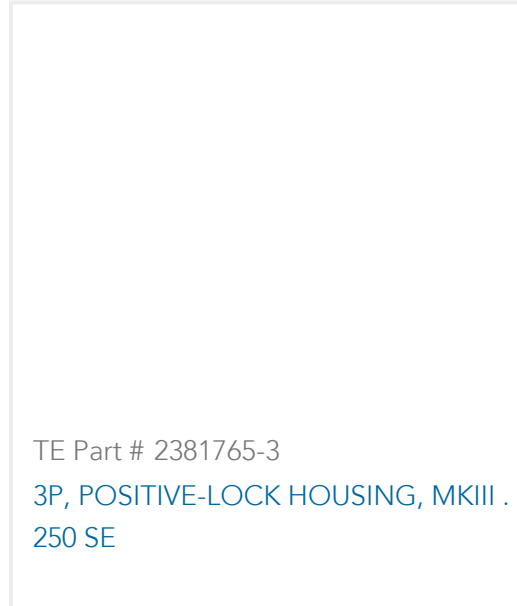 TE Part # 2381765-3
3P, POSITIVE-LOCK HOUSING, MKIII .
250 SE